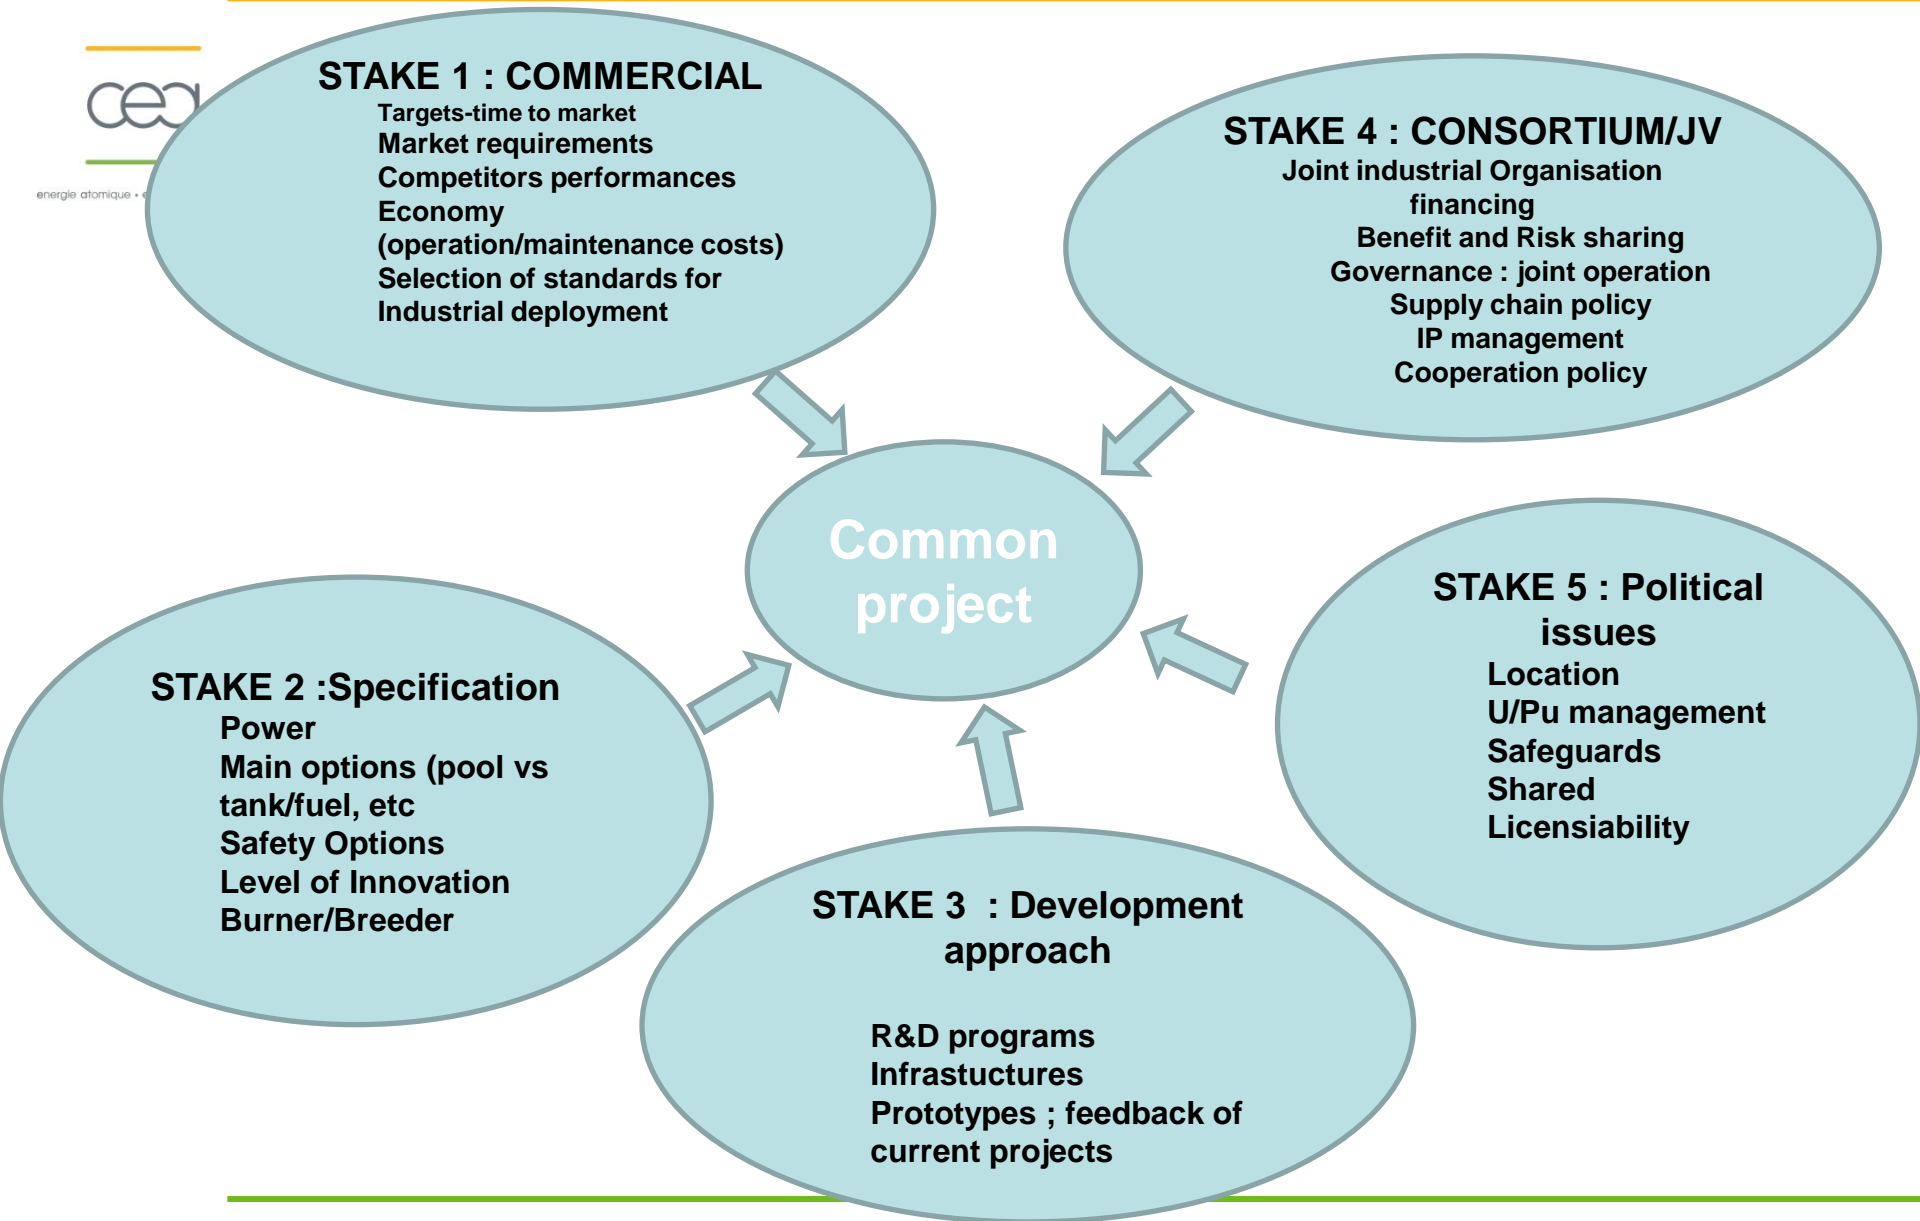 cea
energie atomique •
STAKE 1 : COMMERCIAL
Targets-time to market
Market requirements
Competitors performances
Economy
(operation/maintenance costs)
Selection of standards for
Industrial deployment
STAKE 4 : CONSORTIUM/JV
Joint industrial Organisation
financing
Benefit and Risk sharing
Governance : joint operation
Supply chain policy
IP management
Cooperation policy
Common
project
STAKE 2 :Specification
Power
Main options (pool vs
tank/fuel, etc
Safety Options
Level of Innovation
Burner/Breeder
STAKE 3  : Development
approach
R&D programs
Infrastuctures
Prototypes ; feedback of
current projects
STAKE 5 : Political
issues
Location
U/Pu management
Safeguards
Shared
Licensiability